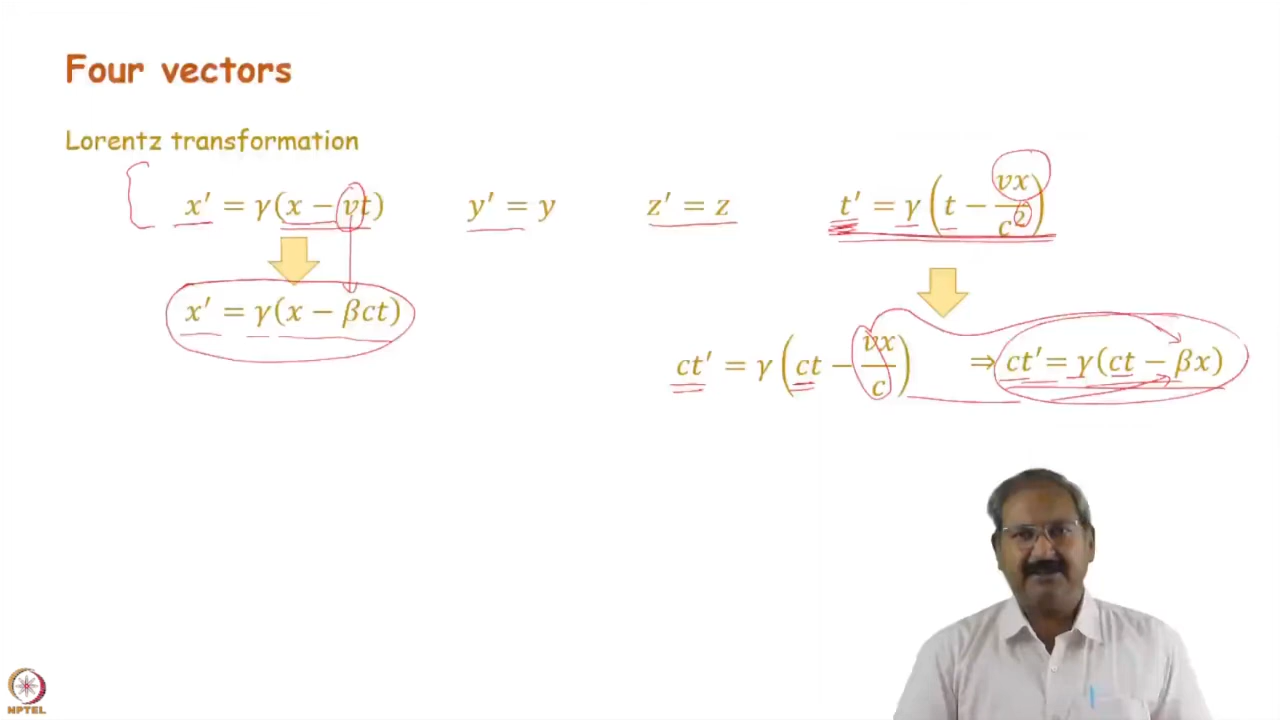 Four vectors
Lorentz transformation
x′ = γ(x − vt) y′ = y z′ = z t′ = γ(t − vx/c²)
x′ = γ(x − βct)
ct′ = γ(ct − vx/c) ⇒ ct′ = γ(ct − βx)
NPTEL